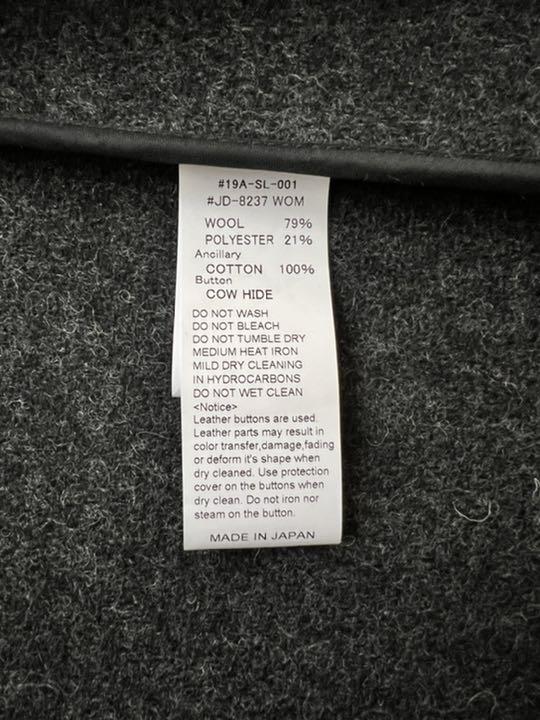 #19A-SL-001
#JD-8237 WOM
WOOL 79%
POLYESTER 21%
Ancillary
COTTON 100%
Button
COW HIDE
DO NOT WASH
DO NOT BLEACH
DO NOT TUMBLE DRY
MEDIUM HEAT IRON
MILD DRY CLEANING
IN HYDROCARBONS
DO NOT WET CLEAN
<Notice>
Leather buttons are used.
Leather parts may result in
color transfer,damage,fading
or deform it's shape when
dry cleaned. Use protection
cover on the buttons when
dry clean. Do not iron nor
steam on the button.
MADE IN JAPAN